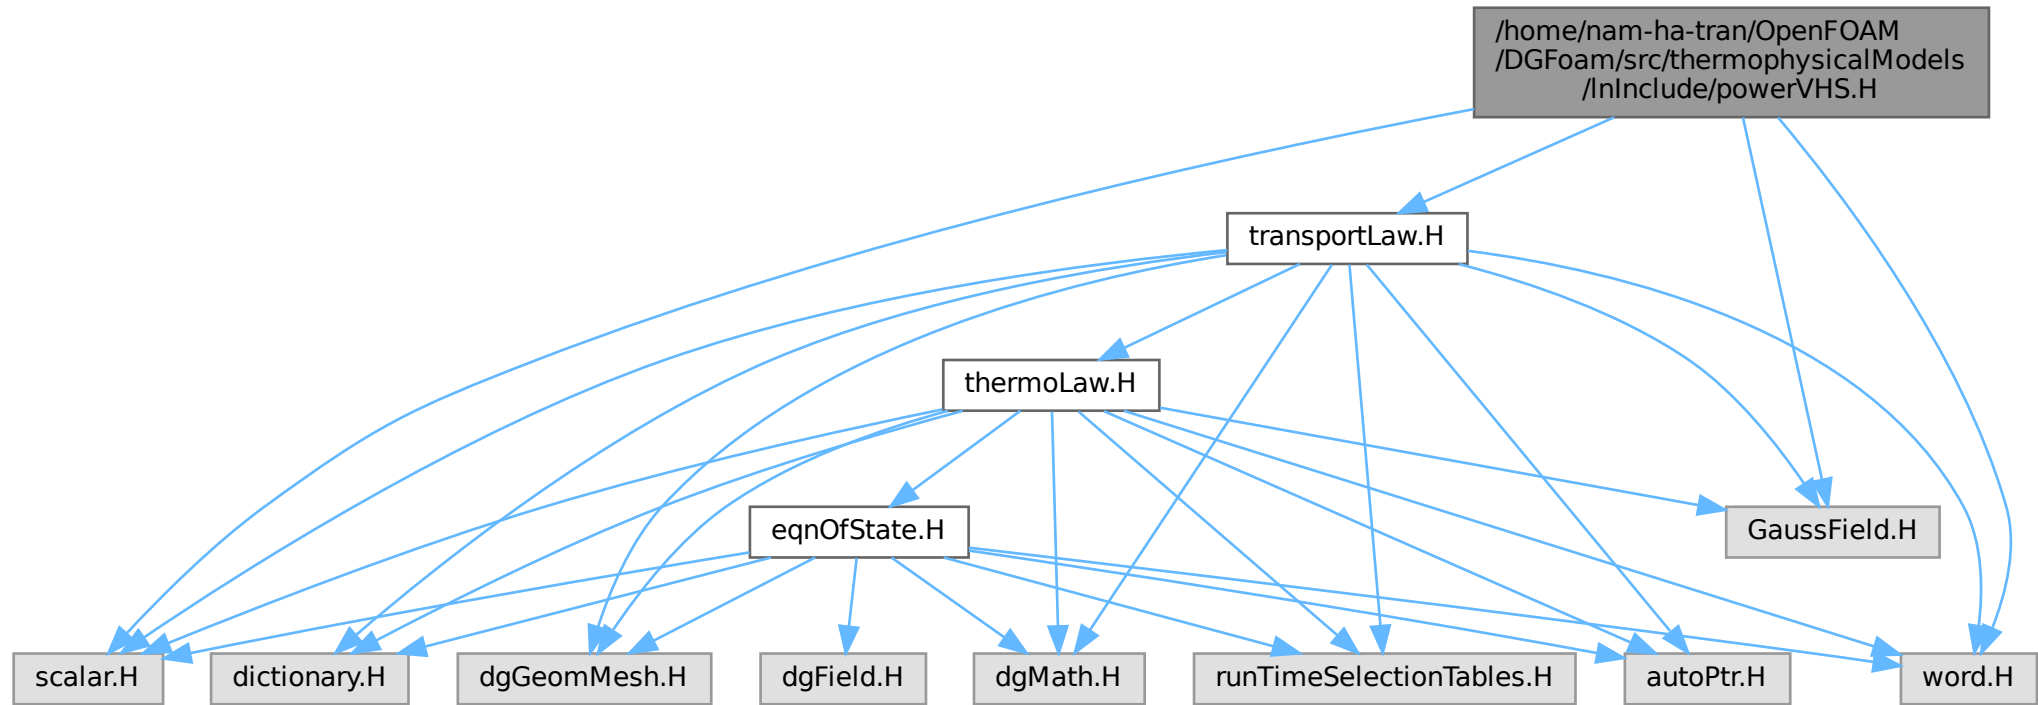 /home/nam-ha-tran/OpenFOAM
/DGFoam/src/thermophysicalModels
/lnInclude/powerVHS.H
transportLaw.H
thermoLaw.H
eqnOfState.H
GaussField.H
scalar.H
dictionary.H
dgGeomMesh.H
dgField.H
dgMath.H
runTimeSelectionTables.H
autoPtr.H
word.H